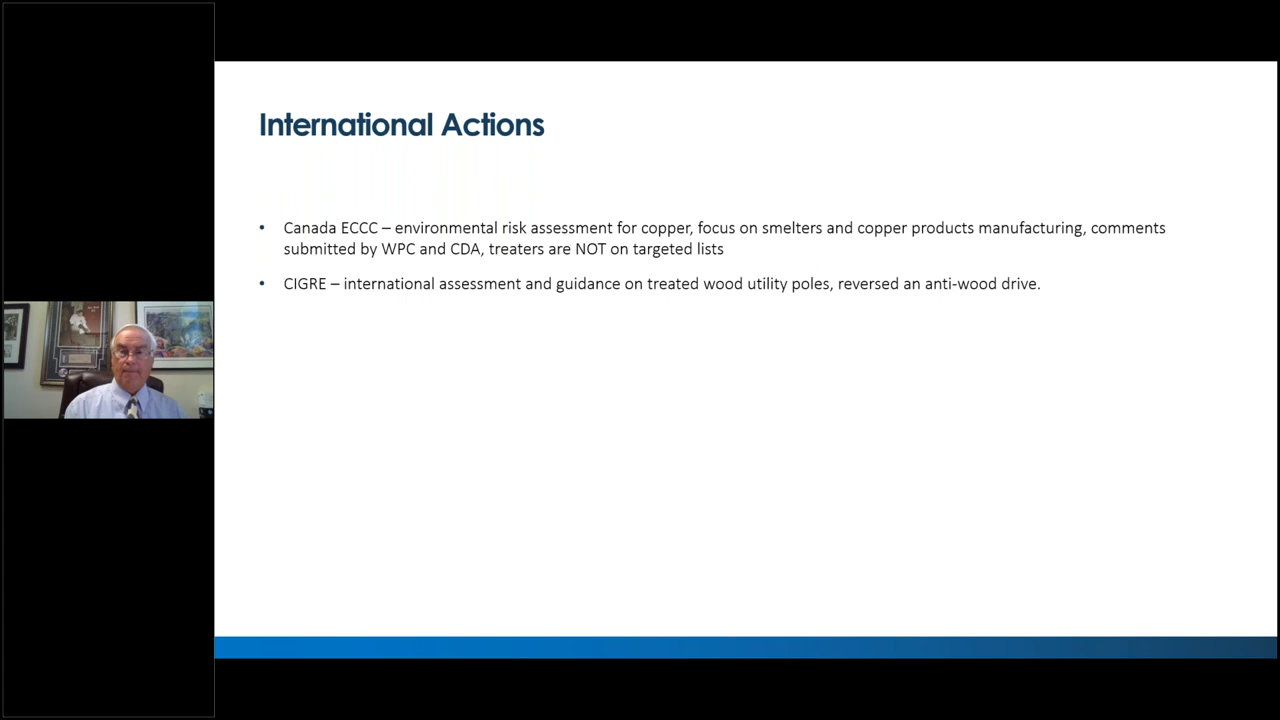 International Actions
• Canada ECCC – environmental risk assessment for copper, focus on smelters and copper products manufacturing, comments
submitted by WPC and CDA, treaters are NOT on targeted lists
• CIGRE – international assessment and guidance on treated wood utility poles, reversed an anti-wood drive.